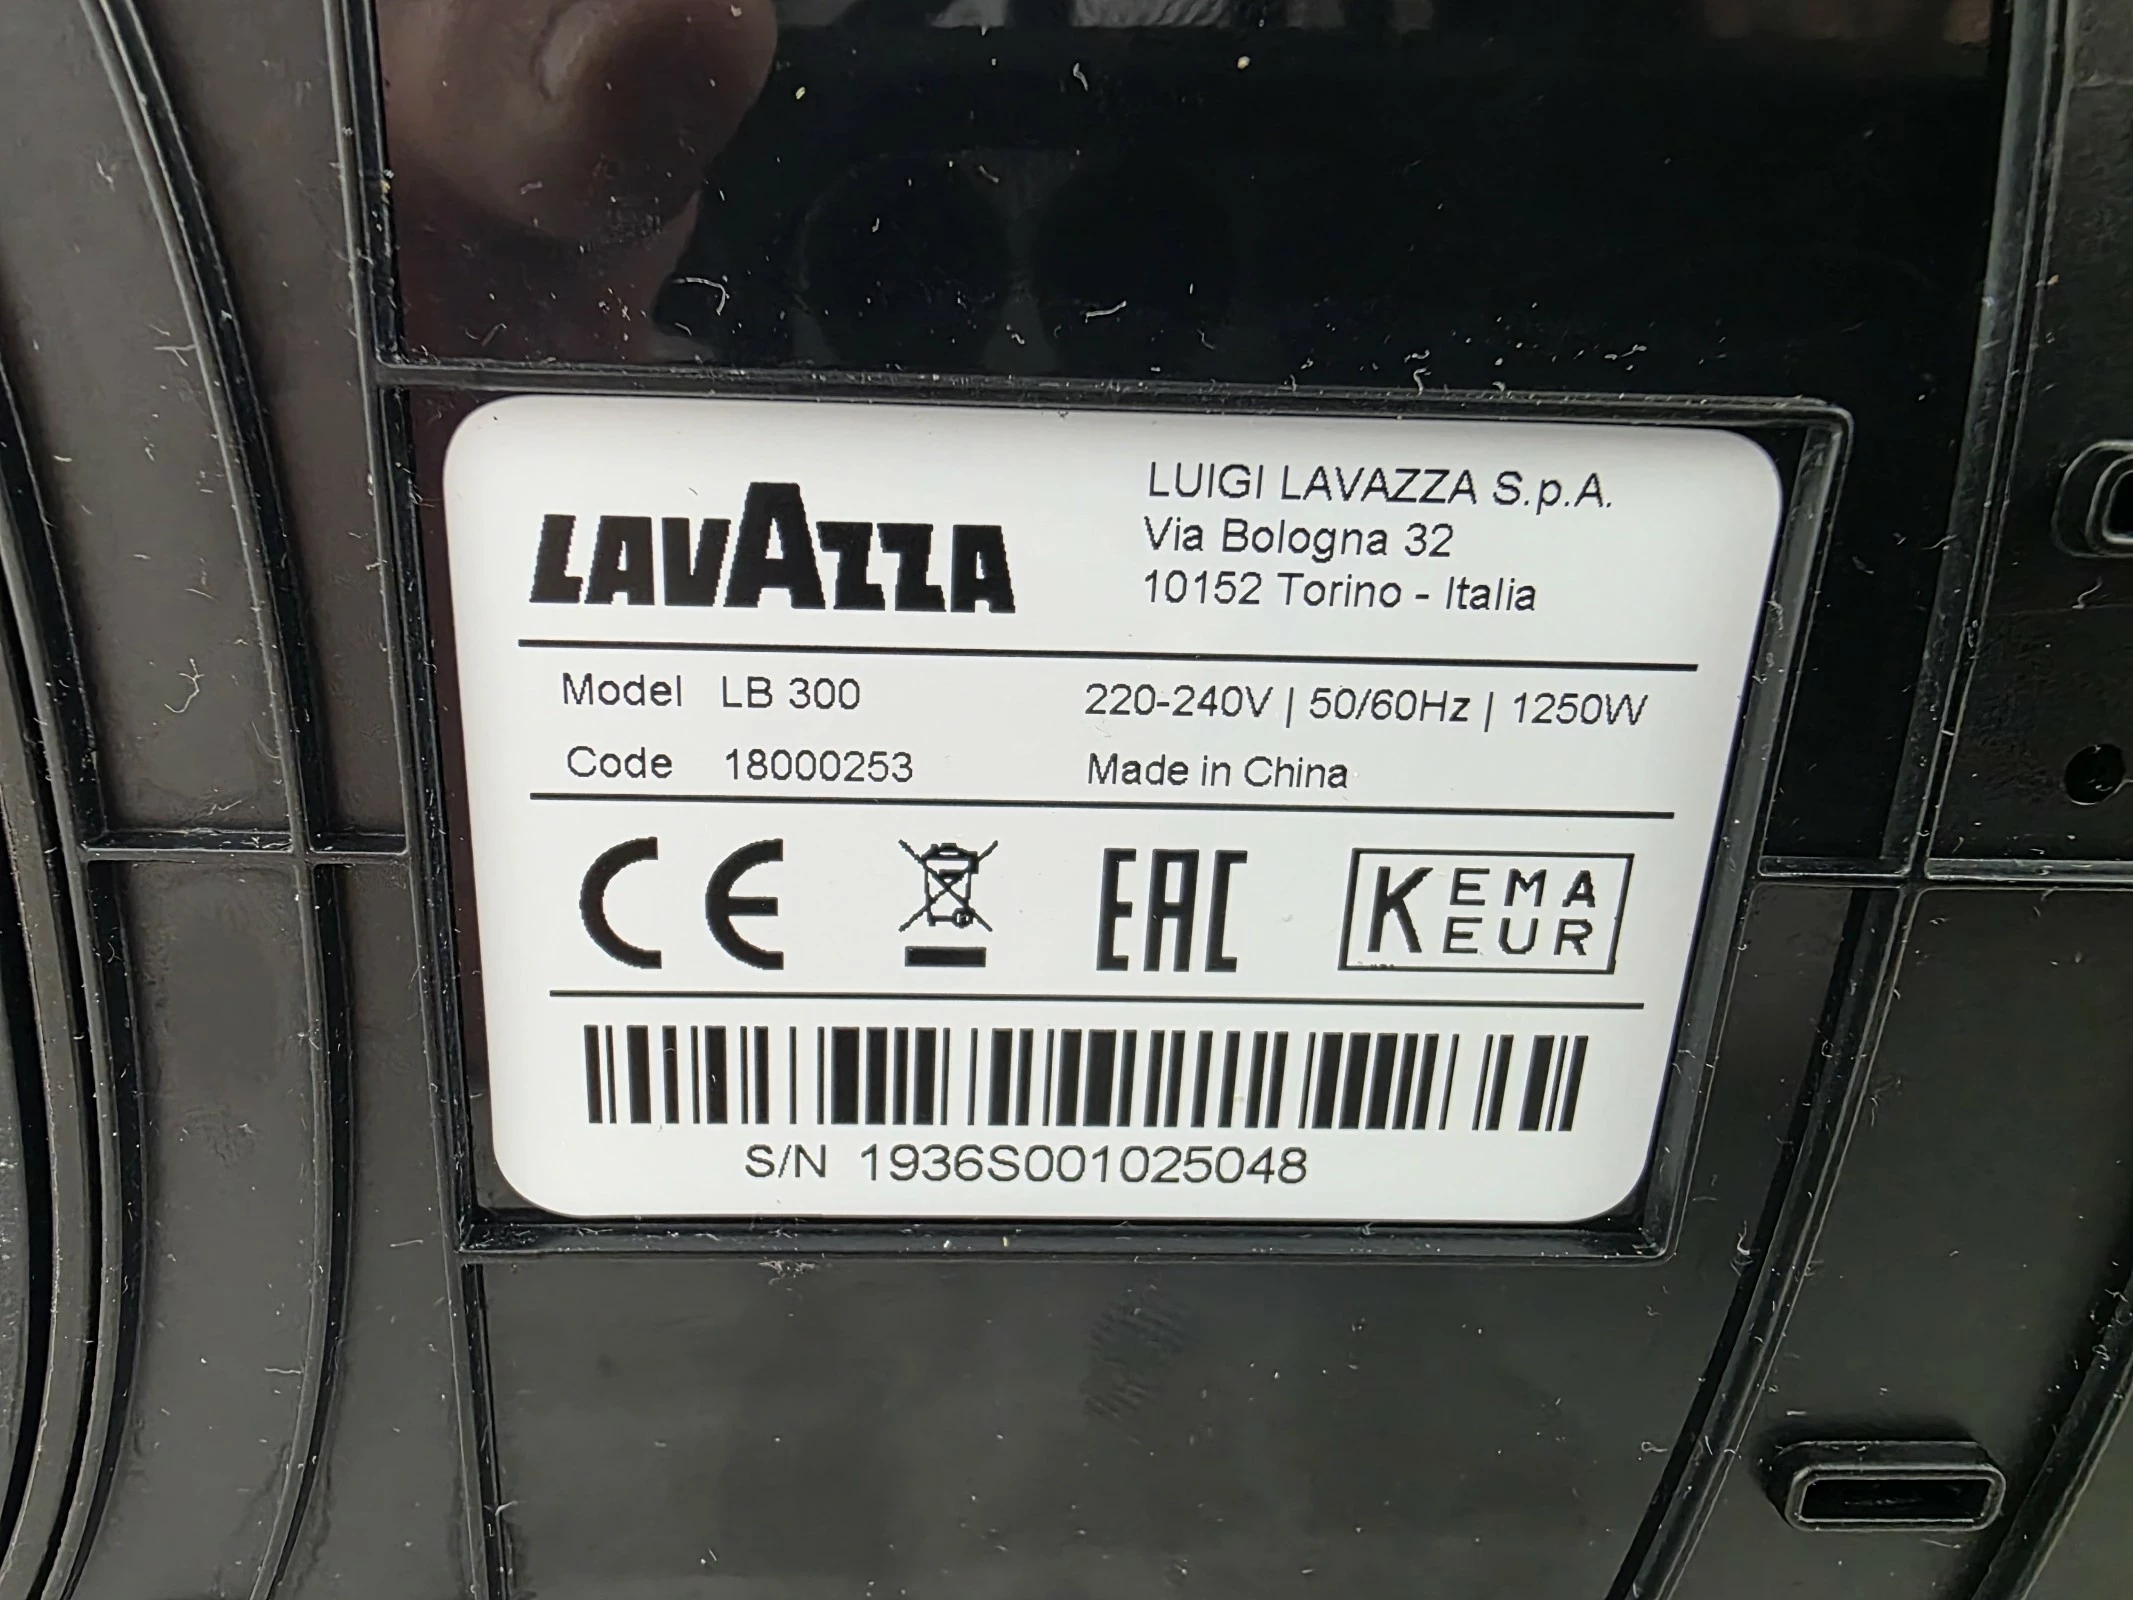 LAVAZZA
LUIGI LAVAZZA S.p.A.
Via Bologna 32
10152 Torino - Italia
Model LB 300
220-240V | 50/60Hz | 1250W
Code 18000253
Made in China
CE
EAC
KEMA
EUR
S/N 1936S001025048